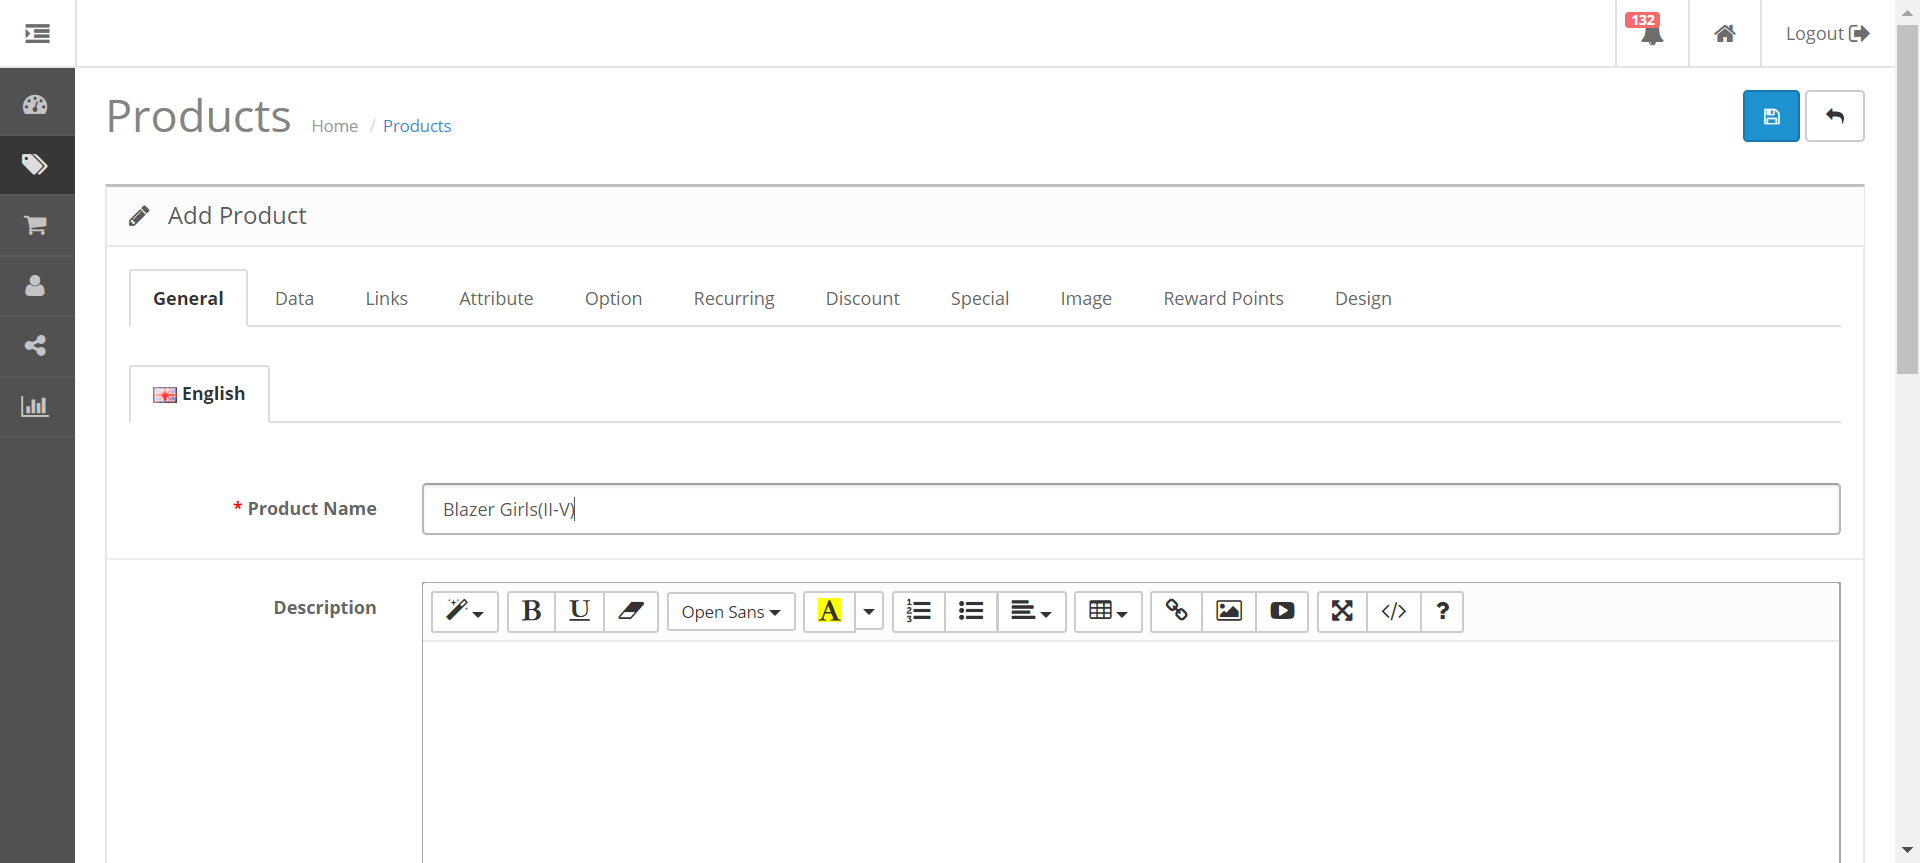 132
Logout
Products Home / Products
Add Product
General Data Links Attribute Option Recurring Discount Special Image Reward Points Design
English
* Product Name Blazer Girls(II-V)
Description B U Open Sans A </> ?